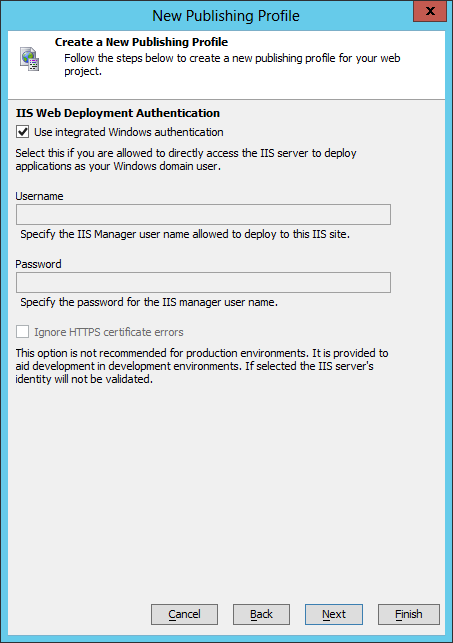 New Publishing Profile
x
Create a New Publishing Profile
Follow the steps below to create a new publishing profile for your web
project.
IIS Web Deployment Authentication
Use integrated Windows authentication
Select this if you are allowed to directly access the IIS server to deploy
applications as your Windows domain user.
Username
Specify the IIS Manager user name allowed to deploy to this IIS site.
Password
Specify the password for the IIS manager user name.
Ignore HTTPS certificate errors
This option is not recommended for production environments. It is provided to
aid development in development environments. If selected the IIS server's
identity will not be validated.
Cancel
Back
Next
Finish